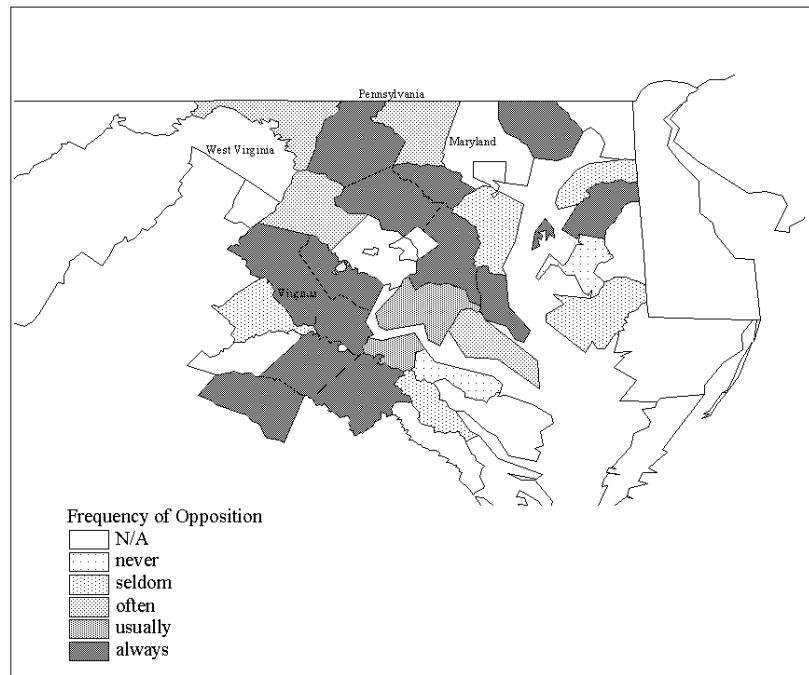 Pennsylvania
Maryland
West Virginia
Virginia
Frequency of Opposition
N/A
never
seldom
often
usually
always